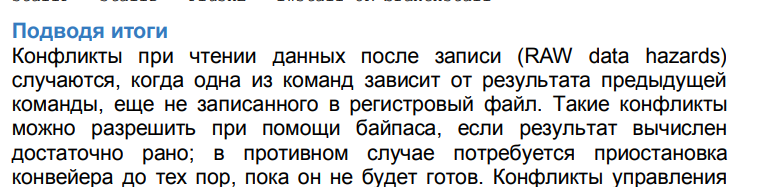 Подводя итоги
Конфликты при чтении данных после записи (RAW data hazards)
случаются, когда одна из команд зависит от результата предыдущей
команды, еще не записанного в регистровый файл. Такие конфликты
можно разрешить при помощи байпаса, если результат вычислен
достаточно рано; в противном случае потребуется приостановка
конвейера до тех пор, пока он не будет готов. Конфликты управления